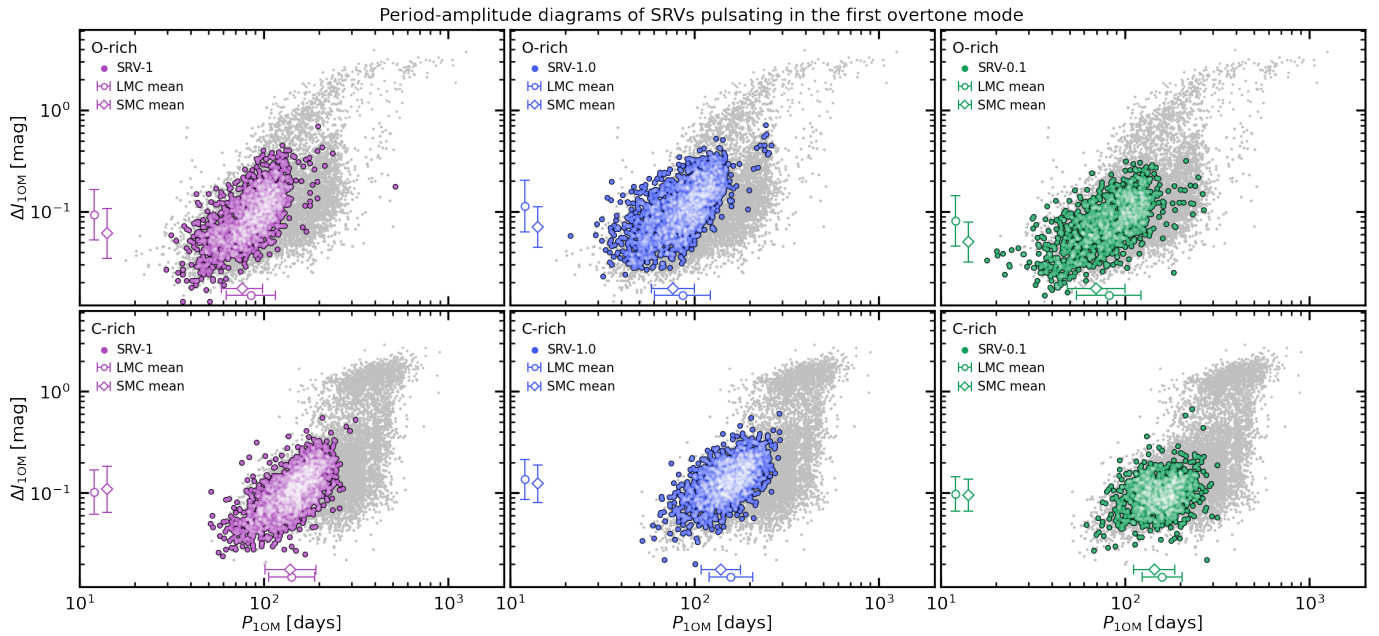 Period-amplitude diagrams of SRVs pulsating in the first overtone mode
O-rich
SRV-1
LMC mean
SMC mean
O-rich
SRV-1.0
LMC mean
SMC mean
O-rich
SRV-0.1
LMC mean
SMC mean
10⁰
10⁻¹
ΔI₁OM [mag]
C-rich
SRV-1
LMC mean
SMC mean
C-rich
SRV-1.0
LMC mean
SMC mean
C-rich
SRV-0.1
LMC mean
SMC mean
10⁰
10⁻¹
ΔI₁OM [mag]
10¹ 10² 10³ 10¹ 10² 10³ 10¹ 10² 10³
P₁OM [days] P₁OM [days] P₁OM [days]